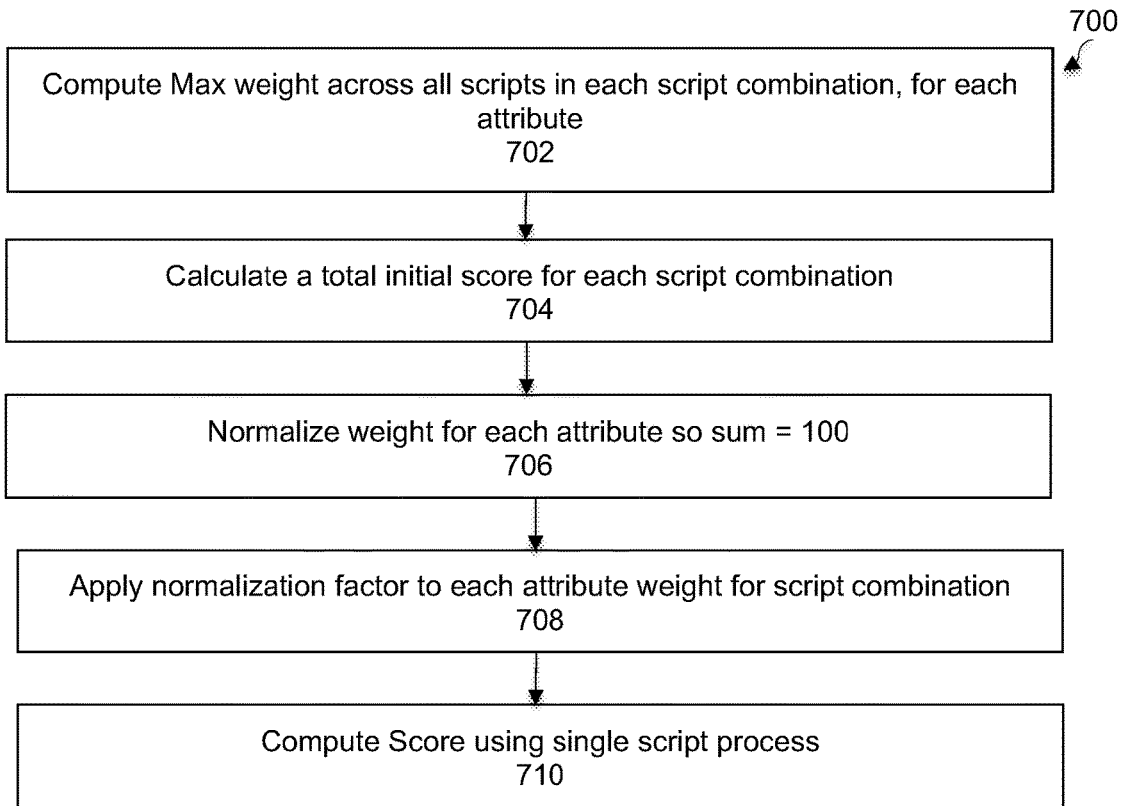 700
Compute Max weight across all scripts in each script combination, for each
attribute
702
Calculate a total initial score for each script combination
704
Normalize weight for each attribute so sum = 100
706
Apply normalization factor to each attribute weight for script combination
708
Compute Score using single script process
710